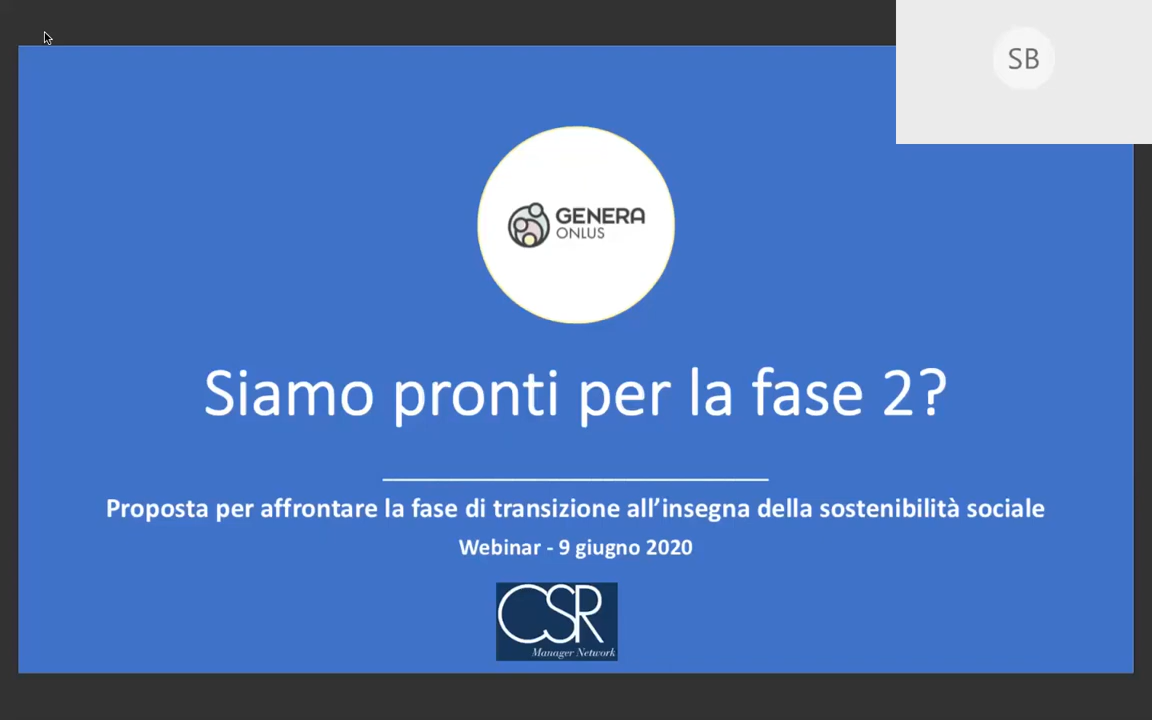 SB
GENERA
ONLUS
Siamo pronti per la fase 2?
Proposta per affrontare la fase di transizione all’insegna della sostenibilità sociale
Webinar - 9 giugno 2020
CSR
Manager Network